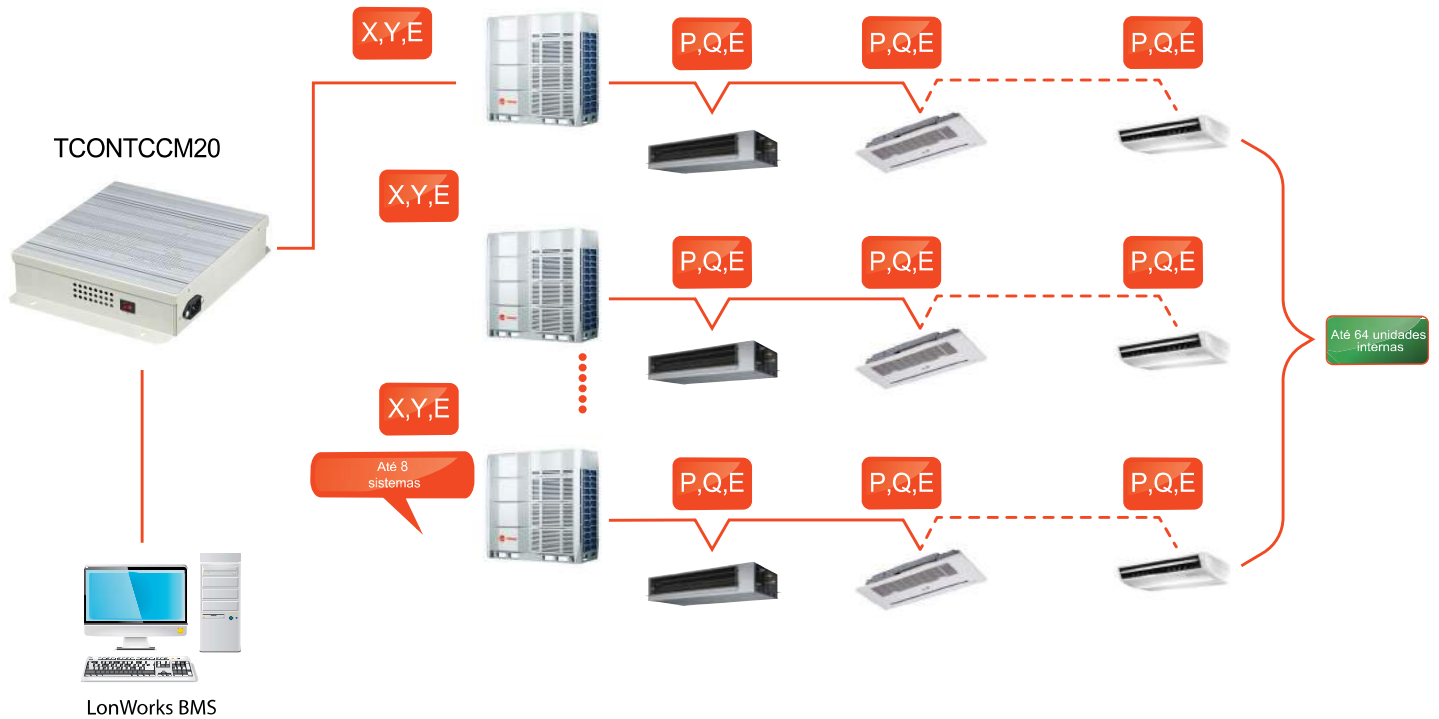 X,Y,E
P,Q,E
P,Q,E
P,Q,E
TCONTCCM20
X,Y,E
P,Q,E
P,Q,E
P,Q,E
Até 64 unidades
internas
X,Y,E
Até 8
sistemas
P,Q,E
P,Q,E
P,Q,E
LonWorks BMS